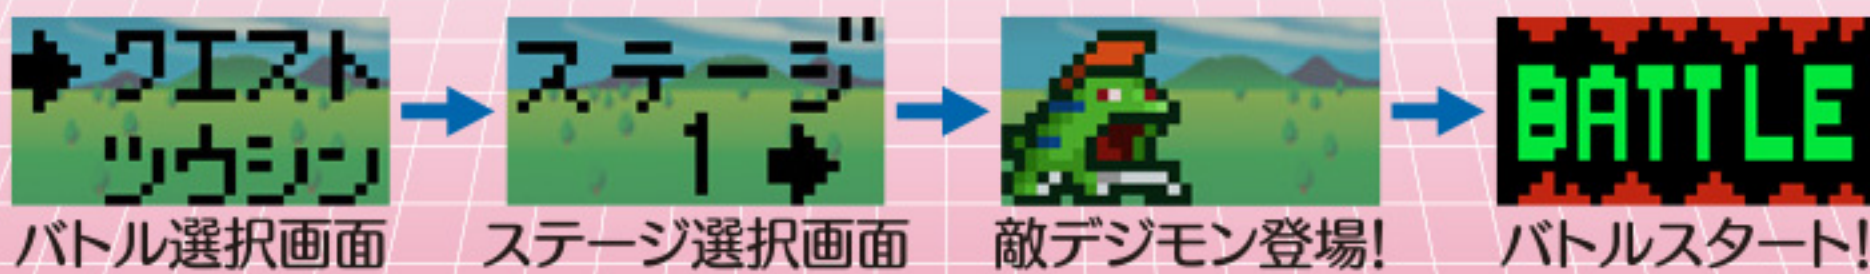 クエスト
ツウシン
バトル選択画面
ステージ
1
ステージ選択画面
敵デジモン登場!
BATTLE
バトルスタート!